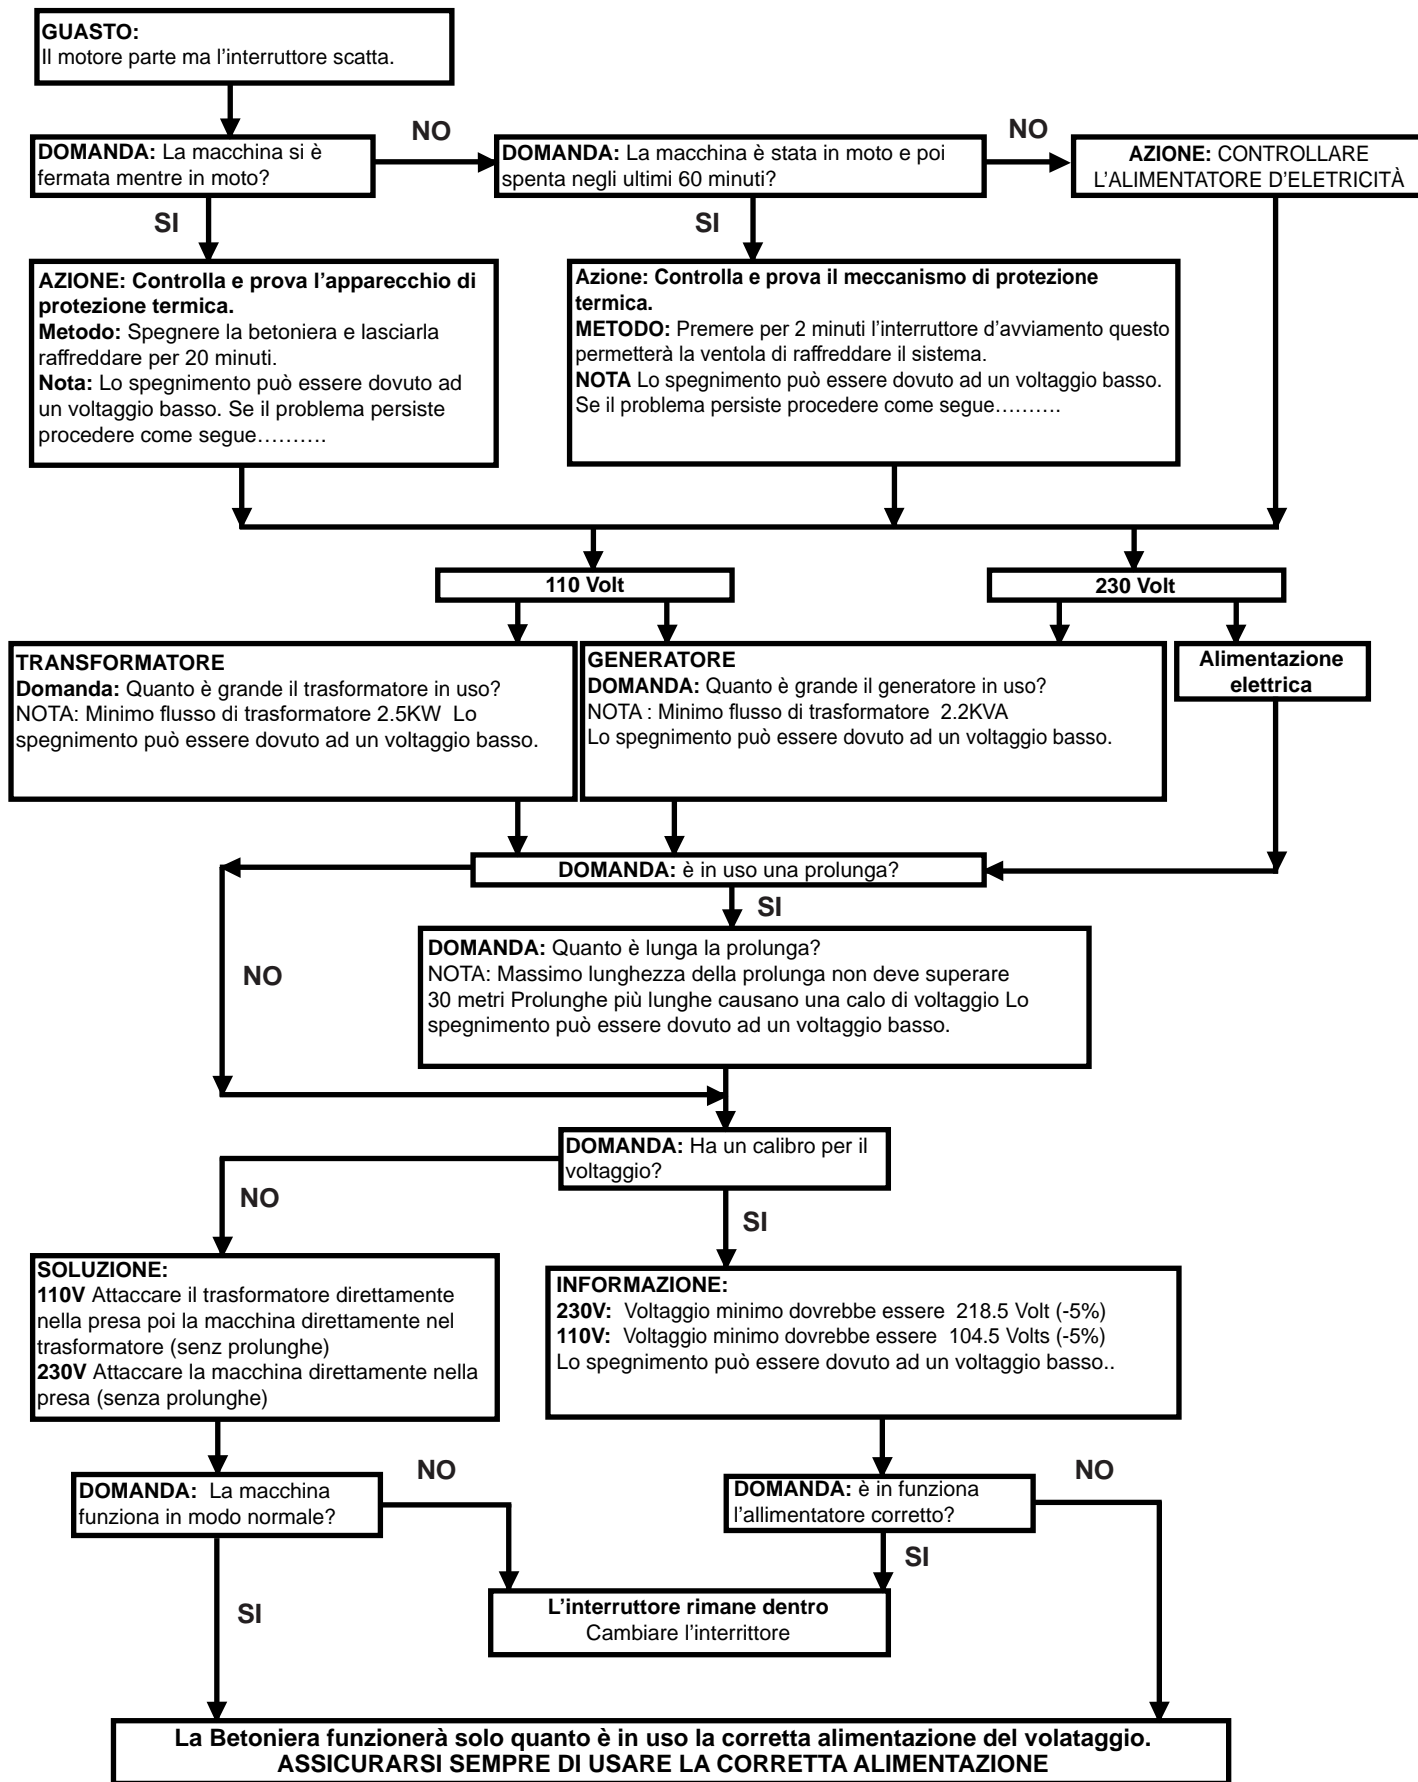 GUASTO:
Il motore parte ma l'interruttore scatta.
NO
NO
DOMANDA: La macchina si è
fermata mentre in moto?
DOMANDA: La macchina è stata in moto e poi
spenta negli ultimi 60 minuti?
AZIONE: CONTROLLARE
L'ALIMENTATORE D'ELETRICITÀ
SI
SI
AZIONE: Controlla e prova l'apparecchio di
protezione termica.
Metodo: Spegnere la betoniera e lasciarla
raffreddare per 20 minuti.
Nota: Lo spegnimento può essere dovuto ad
un voltaggio basso. Se il problema persiste
procedere come segue……….
Azione: Controlla e prova il meccanismo di protezione
termica.
METODO: Premere per 2 minuti l'interruttore d'avviamento questo
permetterà la ventola di raffreddare il sistema.
NOTA Lo spegnimento può essere dovuto ad un voltaggio basso.
Se il problema persiste procedere come segue……….
110 Volt
230 Volt
TRANSFORMATORE
Domanda: Quanto è grande il trasformatore in uso?
NOTA: Minimo flusso di trasformatore 2.5KW Lo
spegnimento può essere dovuto ad un voltaggio basso.
GENERATORE
DOMANDA: Quanto è grande il generatore in uso?
NOTA : Minimo flusso di trasformatore 2.2KVA
Lo spegnimento può essere dovuto ad un voltaggio basso.
Alimentazione
elettrica
DOMANDA: è in uso una prolunga?
SI
NO
DOMANDA: Quanto è lunga la prolunga?
NOTA: Massimo lunghezza della prolunga non deve superare
30 metri Prolunghe più lunghe causano una calo di voltaggio Lo
spegnimento può essere dovuto ad un voltaggio basso.
DOMANDA: Ha un calibro per il
voltaggio?
NO
SI
SOLUZIONE:
110V Attaccare il trasformatore direttamente
nella presa poi la macchina direttamente nel
trasformatore (senz prolunghe)
230V Attaccare la macchina direttamente nella
presa (senza prolunghe)
INFORMAZIONE:
230V: Voltaggio minimo dovrebbe essere 218.5 Volt (-5%)
110V: Voltaggio minimo dovrebbe essere 104.5 Volts (-5%)
Lo spegnimento può essere dovuto ad un voltaggio basso..
NO
NO
DOMANDA: La macchina
funziona in modo normale?
DOMANDA: è in funziona
l'allimentatore corretto?
SI
SI
L'interruttore rimane dentro
Cambiare l'interrittore
La Betoniera funzionerà solo quanto è in uso la corretta alimentazione del volataggio.
ASSICURARSI SEMPRE DI USARE LA CORRETTA ALIMENTAZIONE